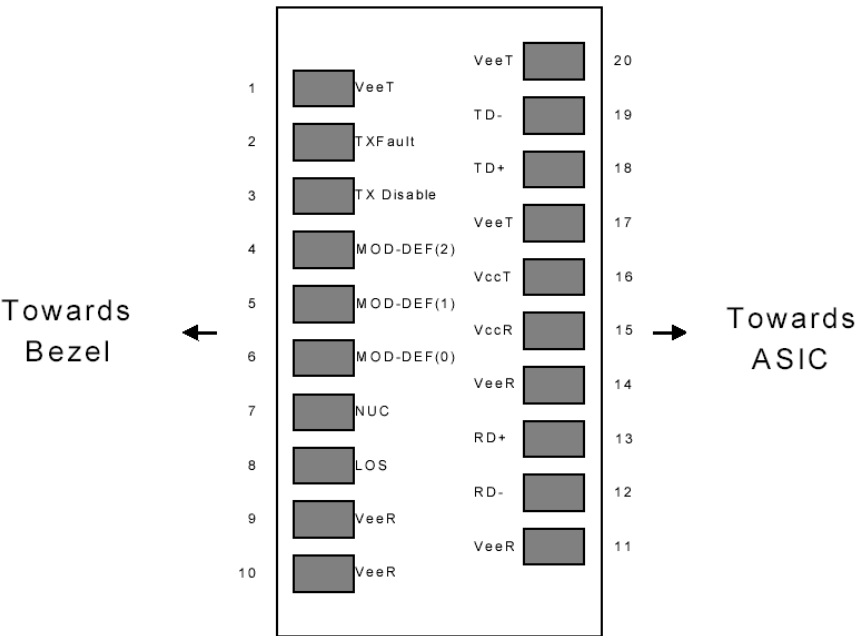 VeeT 20
1 VeeT
TD- 19
2 TXFault
TD+ 18
3 TX Disable
VeeT 17
4 MOD-DEF(2)
VccT 16
5 MOD-DEF(1)
Towards
Bezel
VccR 15
Towards
ASIC
6 MOD-DEF(0)
VeeR 14
7 NUC
RD+ 13
8 LOS
RD- 12
9 VeeR
VeeR 11
10 VeeR